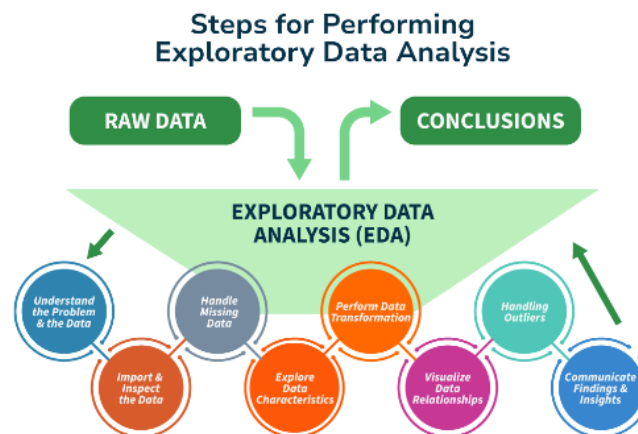 Steps for Performing
Exploratory Data Analysis
RAW DATA
CONCLUSIONS
EXPLORATORY DATA
ANALYSIS (EDA)
Understand
the Problem
& the Data
Import &
Inspect
the Data
Handle
Missing
Data
Explore
Data
Characteristics
Perform Data
Transformation
Visualize
Data
Relationships
Handling
Outliers
Communicate
Findings &
Insights